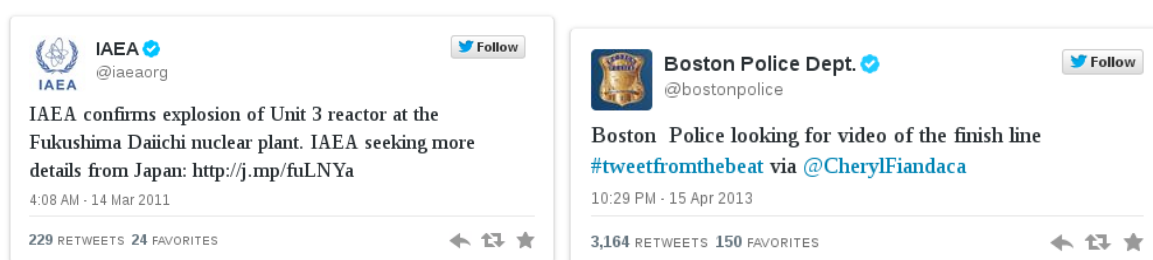 IAEA
@iaeaorg
Follow
IAEA
IAEA confirms explosion of Unit 3 reactor at the
Fukushima Daiichi nuclear plant. IAEA seeking more
details from Japan: http://j.mp/fuLNYa
4:08 AM - 14 Mar 2011
229 RETWEETS 24 FAVORITES
Boston Police Dept.
@bostonpolice
Follow
Boston Police looking for video of the finish line
#tweetfromthebeat via @CherylFiandaca
10:29 PM - 15 Apr 2013
3,164 RETWEETS 150 FAVORITES